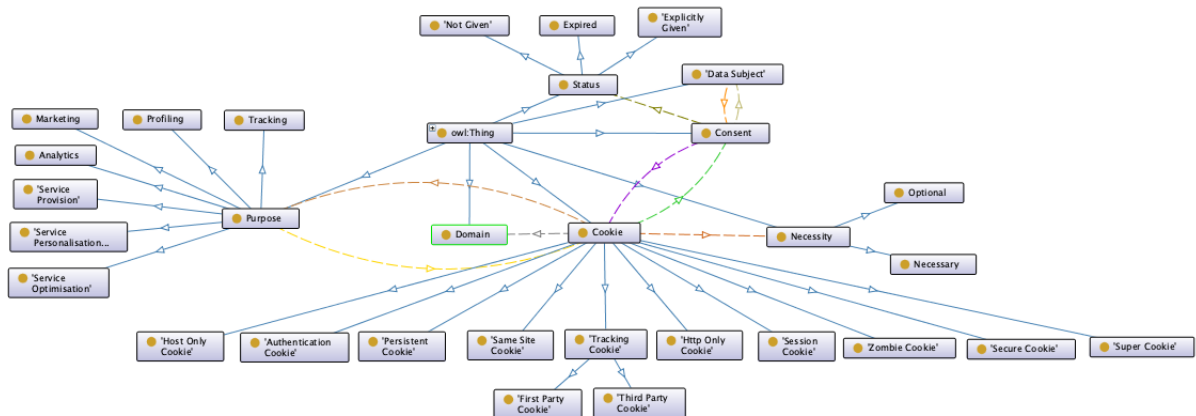 'Not Given'
Expired
'Explicitly
Given'
Status
'Data Subject'
Marketing
Profiling
Tracking
owl:Thing
Consent
Analytics
'Service
Provision'
Optional
Purpose
'Service
Personalisation...
Domain
Cookie
Necessity
Necessary
'Service
Optimisation'
'Host Only
Cookie'
'Authentication
Cookie'
'Persistent
Cookie'
'Same Site
Cookie'
'Tracking
Cookie'
'Http Only
Cookie'
'Session
Cookie'
'Zombie Cookie'
'Secure Cookie'
'Super Cookie'
'First Party
Cookie'
'Third Party
Cookie'